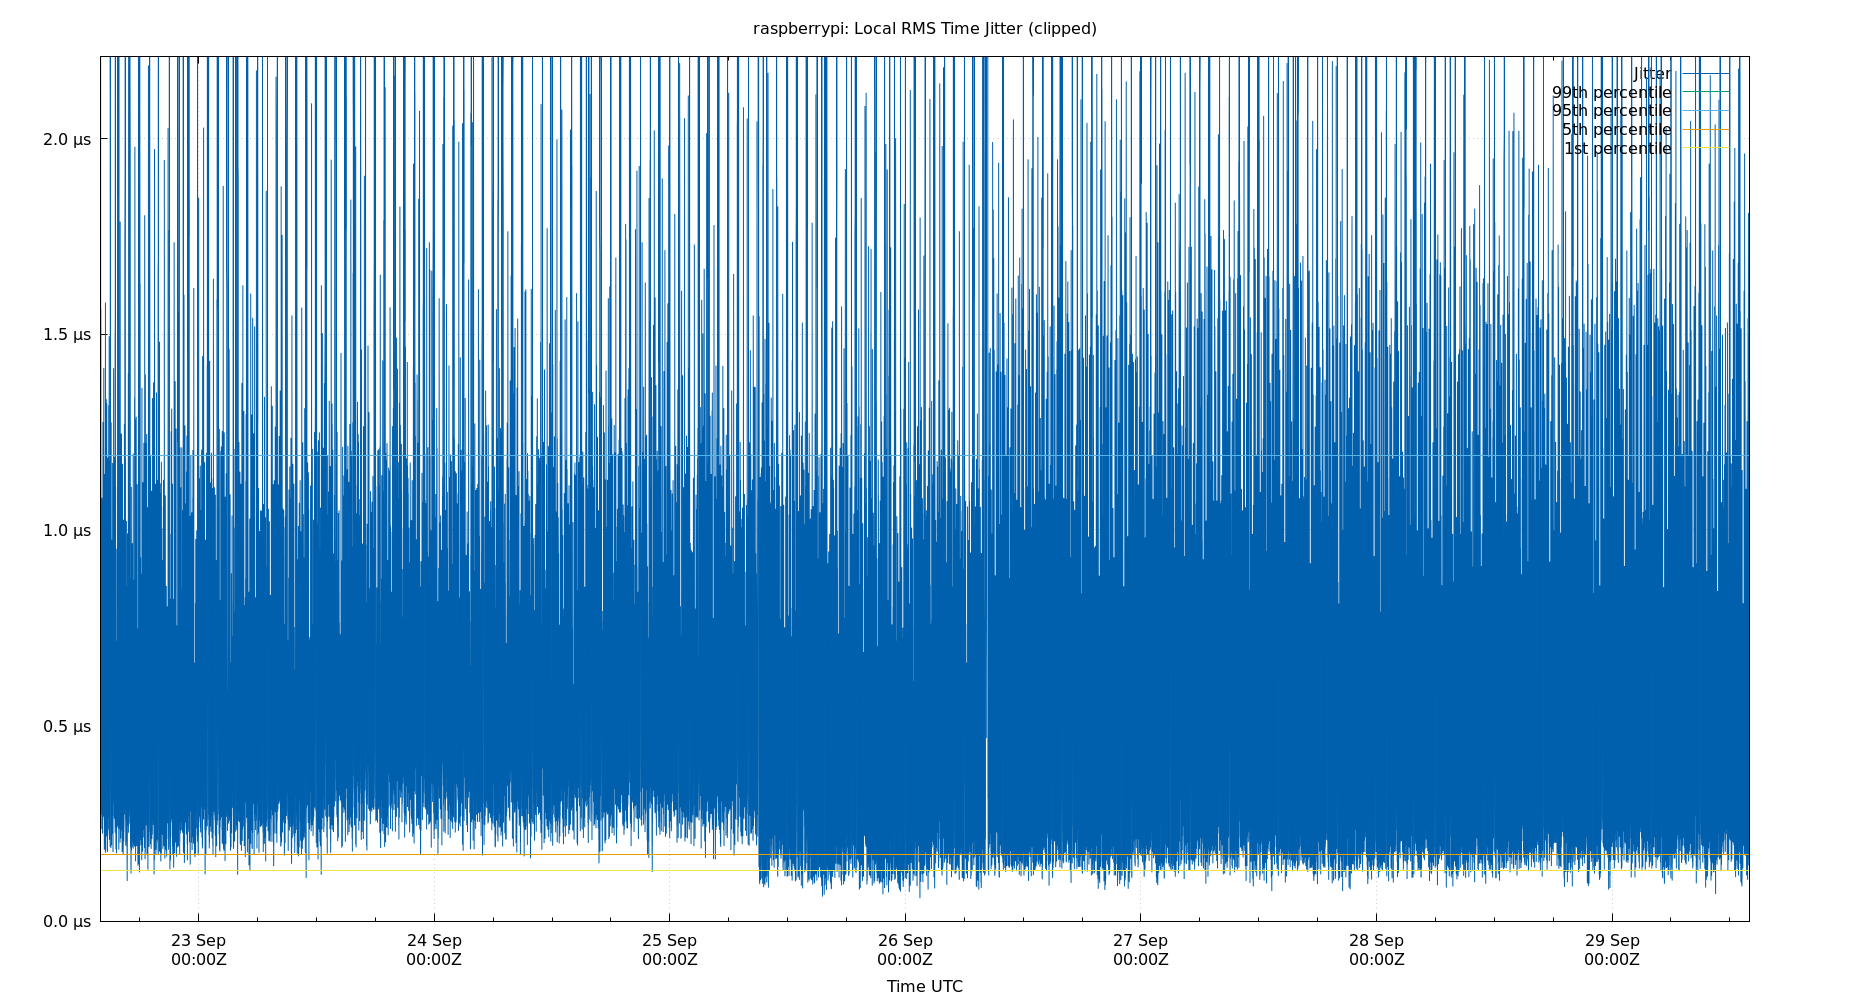 raspberrypi: Local RMS Time Jitter (clipped)
Jitter
99th percentile
95th percentile
5th percentile
1st percentile
2.0 µs
1.5 µs
1.0 µs
0.5 µs
0.0 µs
23 Sep 24 Sep 25 Sep 26 Sep 27 Sep 28 Sep 29 Sep
00:00Z 00:00Z 00:00Z 00:00Z 00:00Z 00:00Z 00:00Z
Time UTC